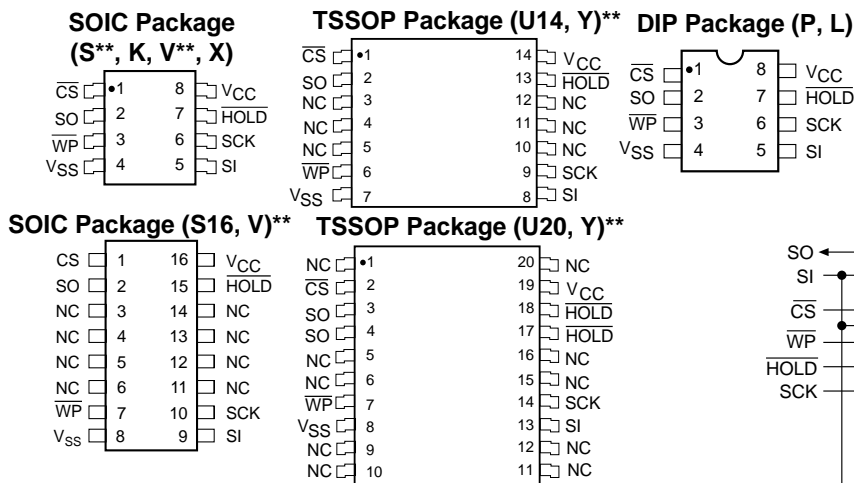 SOIC Package
(S**, K, V**, X)
CS 1 8 VCC
SO 2 7 HOLD
WP 3 6 SCK
VSS 4 5 SI
TSSOP Package (U14, Y)**
CS 1 14 VCC
SO 2 13 HOLD
NC 3 12 NC
NC 4 11 NC
NC 5 10 NC
WP 6 9 SCK
VSS 7 8 SI
DIP Package (P, L)
CS 1 8 VCC
SO 2 7 HOLD
WP 3 6 SCK
VSS 4 5 SI
SOIC Package (S16, V)**
CS 1 16 VCC
SO 2 15 HOLD
NC 3 14 NC
NC 4 13 NC
NC 5 12 NC
NC 6 11 NC
WP 7 10 SCK
VSS 8 9 SI
TSSOP Package (U20, Y)**
NC 1 20 NC
CS 2 19 VCC
SO 3 18 HOLD
SO 4 17 HOLD
NC 5 16 NC
NC 6 15 NC
WP 7 14 SCK
VSS 8 13 SI
NC 9 12 NC
NC 10 11 NC
SO
SI
CS
WP
HOLD
SCK